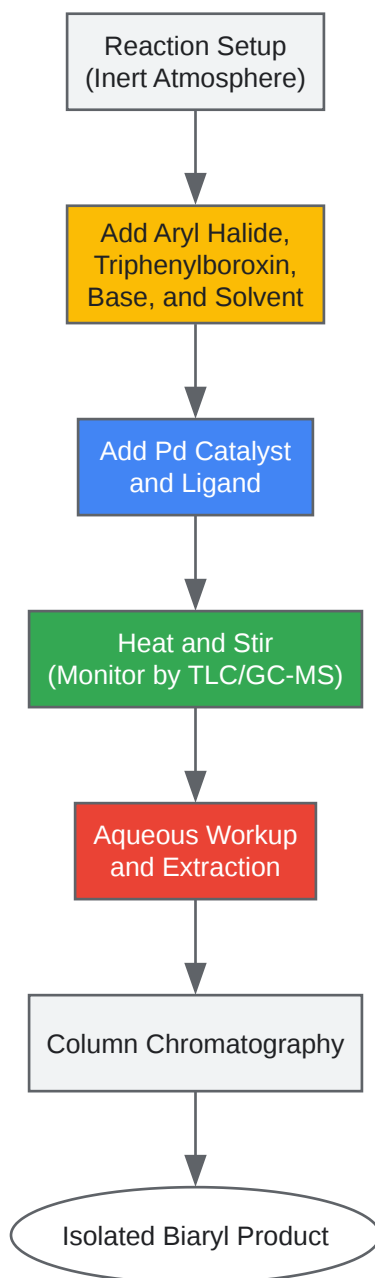 Reaction Setup
(Inert Atmosphere)
Add Aryl Halide,
Triphenylboroxin,
Base, and Solvent
Add Pd Catalyst
and Ligand
Heat and Stir
(Monitor by TLC/GC-MS)
Aqueous Workup
and Extraction
Column Chromatography
Isolated Biaryl Product